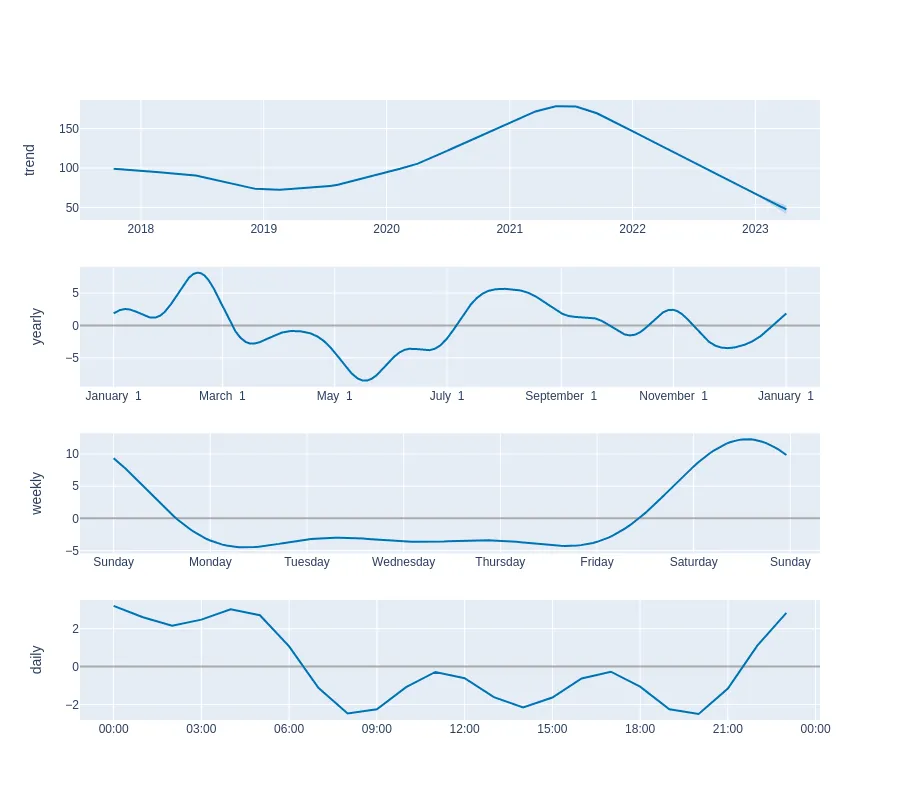 trend
150
100
50
2018 2019 2020 2021 2022 2023
yearly
5
0
−5
January 1 March 1 May 1 July 1 September 1 November 1 January 1
weekly
10
5
0
−5
Sunday Monday Tuesday Wednesday Thursday Friday Saturday Sunday
daily
2
0
−2
00:00 03:00 06:00 09:00 12:00 15:00 18:00 21:00 00:00